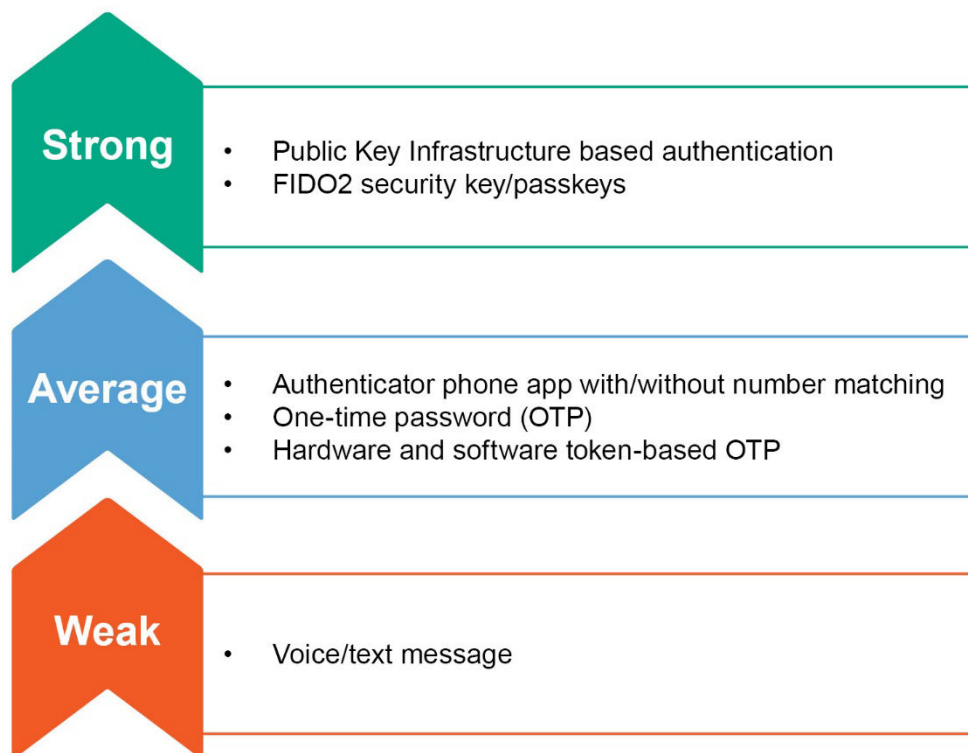 Strong
• Public Key Infrastructure based authentication
• FIDO2 security key/passkeys
Average
• Authenticator phone app with/without number matching
• One-time password (OTP)
• Hardware and software token-based OTP
Weak
• Voice/text message